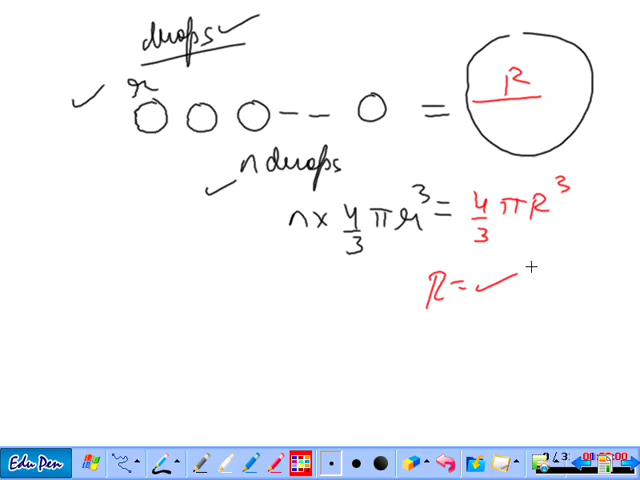 drops
r
R
n drops
n × 4/3 π r³ = 4/3 π R³
R =
Edu Pen